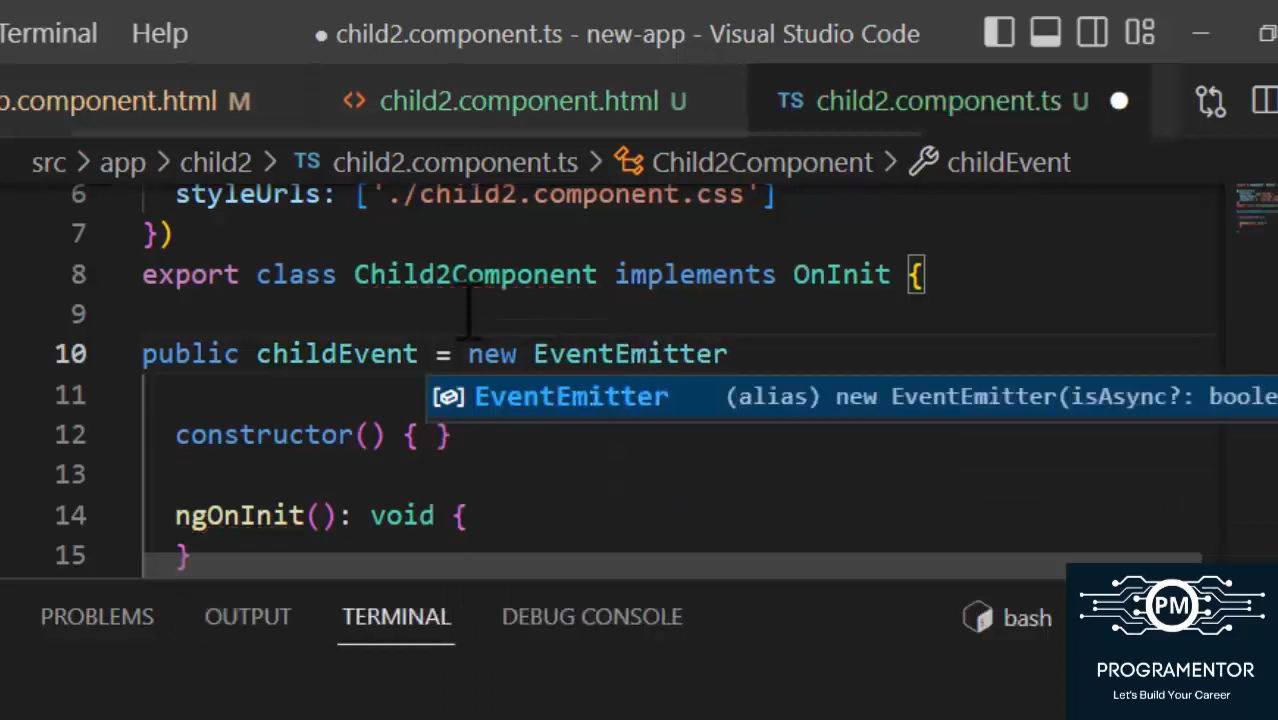 Terminal Help ● child2.component.ts - new-app - Visual Studio Code
p.component.html M <> child2.component.html U TS child2.component.ts U
src > app > child2 > TS child2.component.ts > Child2Component > childEvent
6 styleUrls: ['./child2.component.css']
7 })
8 export class Child2Component implements OnInit {
9
10 public childEvent = new EventEmitter
11 EventEmitter (alias) new EventEmitter(isAsync?: boole
12 constructor() { }
13
14 ngOnInit(): void {
15 }
PROBLEMS OUTPUT TERMINAL DEBUG CONSOLE bash
PM
PROGRAMENTOR
Let's Build Your Career